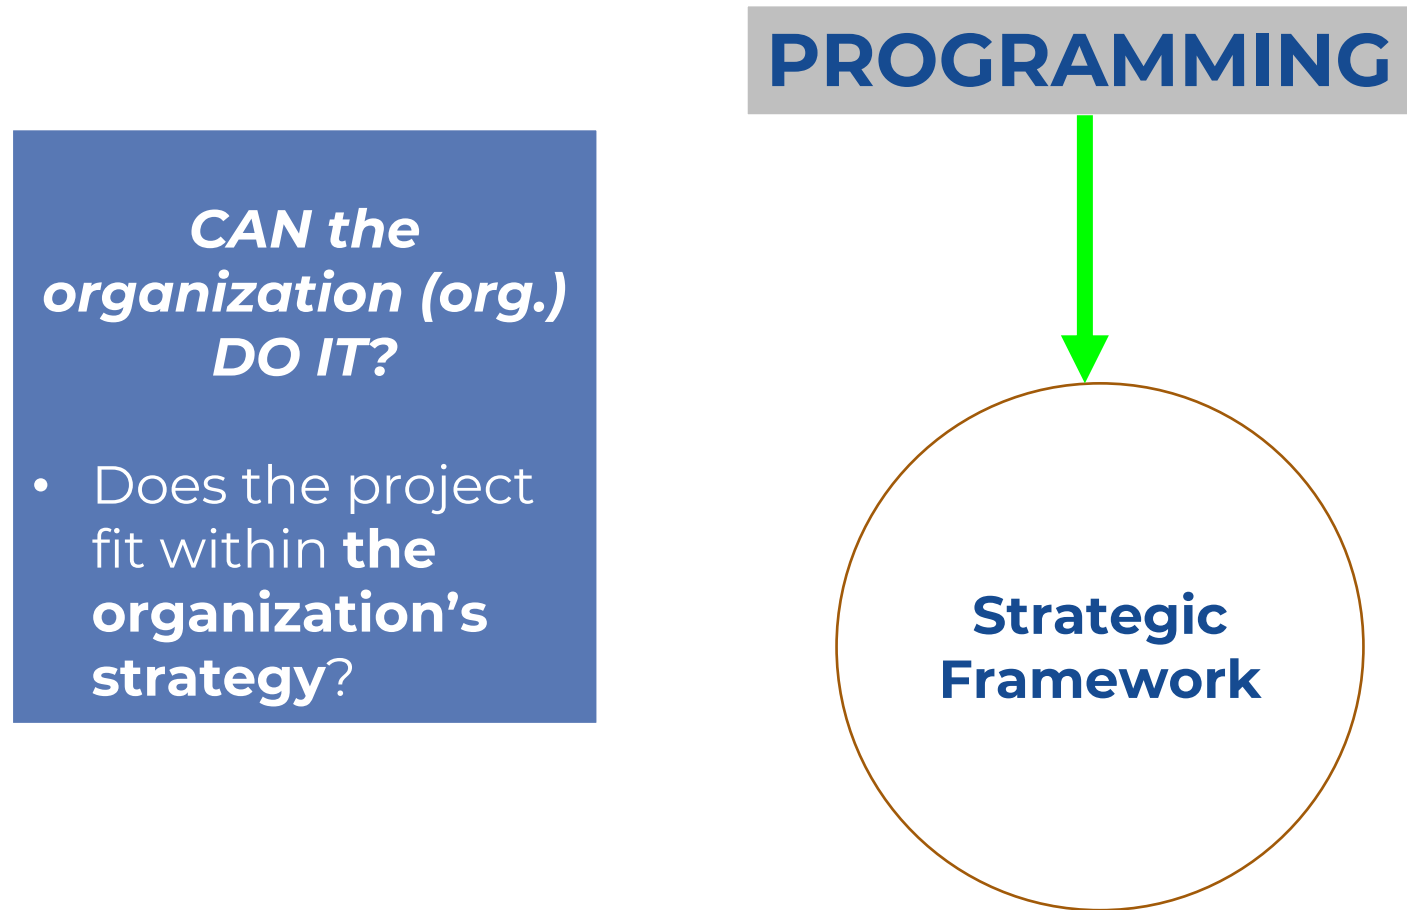 PROGRAMMING
CAN the
organization (org.)
DO IT?
• Does the project
fit within the
organization’s
strategy?
Strategic
Framework